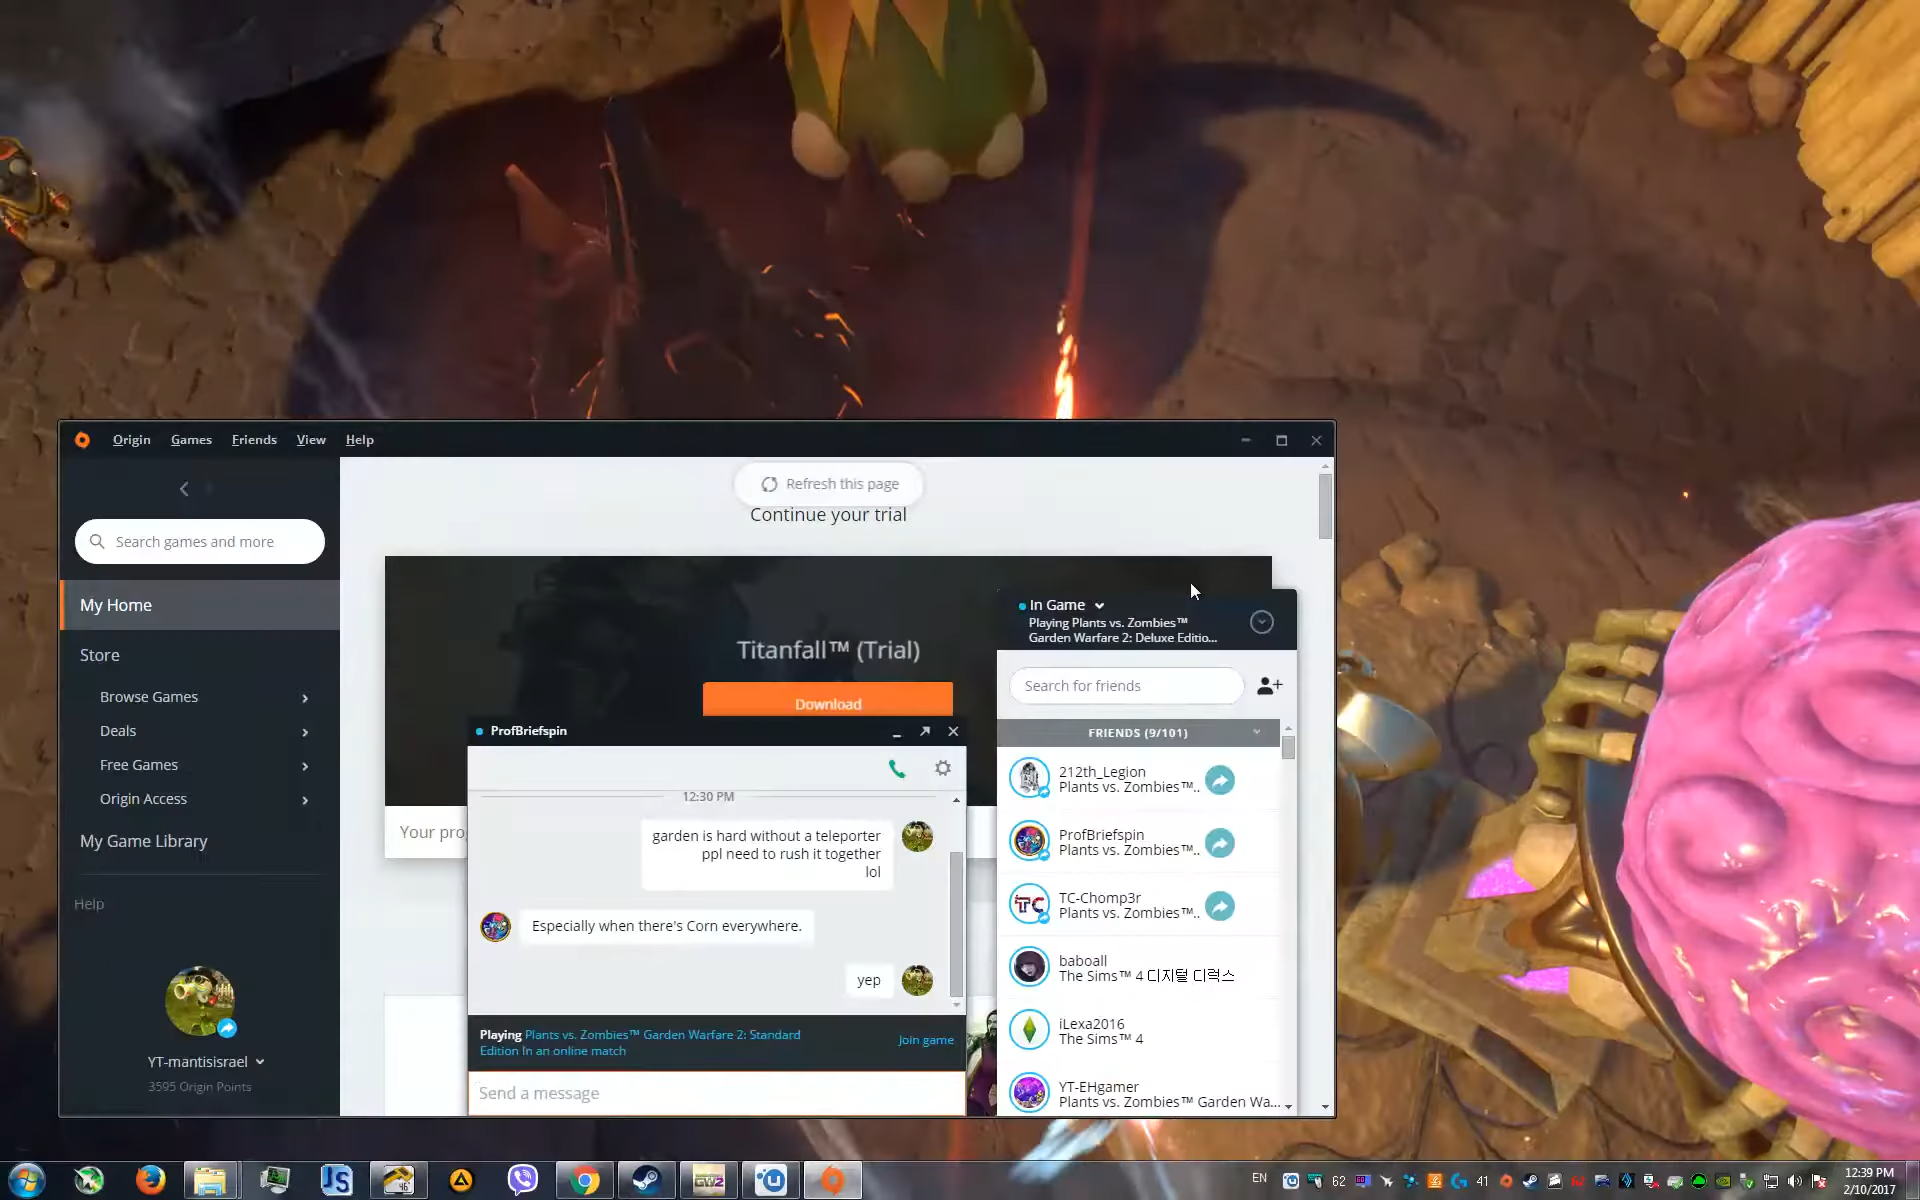 Origin
Games
Friends
View
Help
Refresh this page
Continue your trial
Search games and more
My Home
Store
Browse Games
Deals
Free Games
Origin Access
My Game Library
Help
YT-mantisisrael
3595 Origin Points
Titanfall™ (Trial)
Download
Your pro
ProfBriefspin
12:30 PM
garden is hard without a teleporter
ppl need to rush it together
lol
Especially when there's Corn everywhere.
yep
Playing Plants vs. Zombies™ Garden Warfare 2: Standard
Edition In an online match
Join game
Send a message
In Game
Playing Plants vs. Zombies™
Garden Warfare 2: Deluxe Editio...
Search for friends
FRIENDS (9/101)
212th_Legion
Plants vs. Zombies™..
ProfBriefspin
Plants vs. Zombies™..
TC-Chomp3r
Plants vs. Zombies™..
TC
baboall
The Sims™ 4 디지털 디럭스
iLexa2016
The Sims™ 4
YT-EHgamer
Plants vs. Zombies™ Garden Wa...
JS
46°
GW2
EN
62
41
12:39 PM
2/10/2017